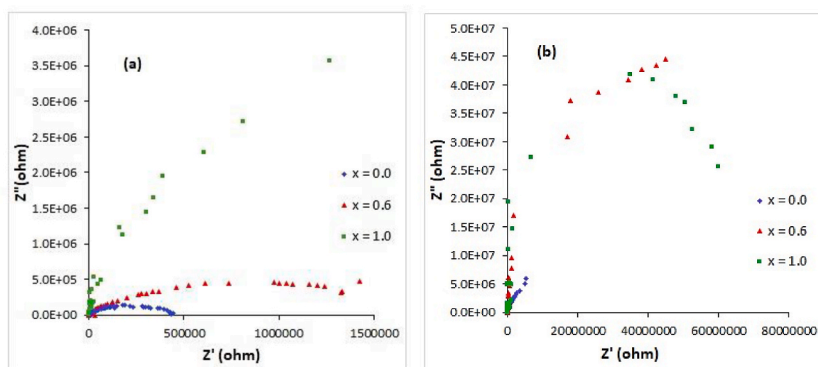 4.0E+06
3.5E+06
3.0E+06
2.5E+06
2.0E+06
1.5E+06
1.0E+06
5.0E+05
0.0E+00
Z"(ohm)
(a)
x = 0.0
x = 0.6
x = 1.0
0
500000
1000000
1500000
Z' (ohm)
5.0E+07
4.5E+07
4.0E+07
3.5E+07
3.0E+07
2.5E+07
2.0E+07
1.5E+07
1.0E+07
5.0E+06
0.0E+00
Z" (ohm)
(b)
x = 0.0
x = 0.6
x = 1.0
0
20000000
40000000
60000000
80000000
Z' (ohm)